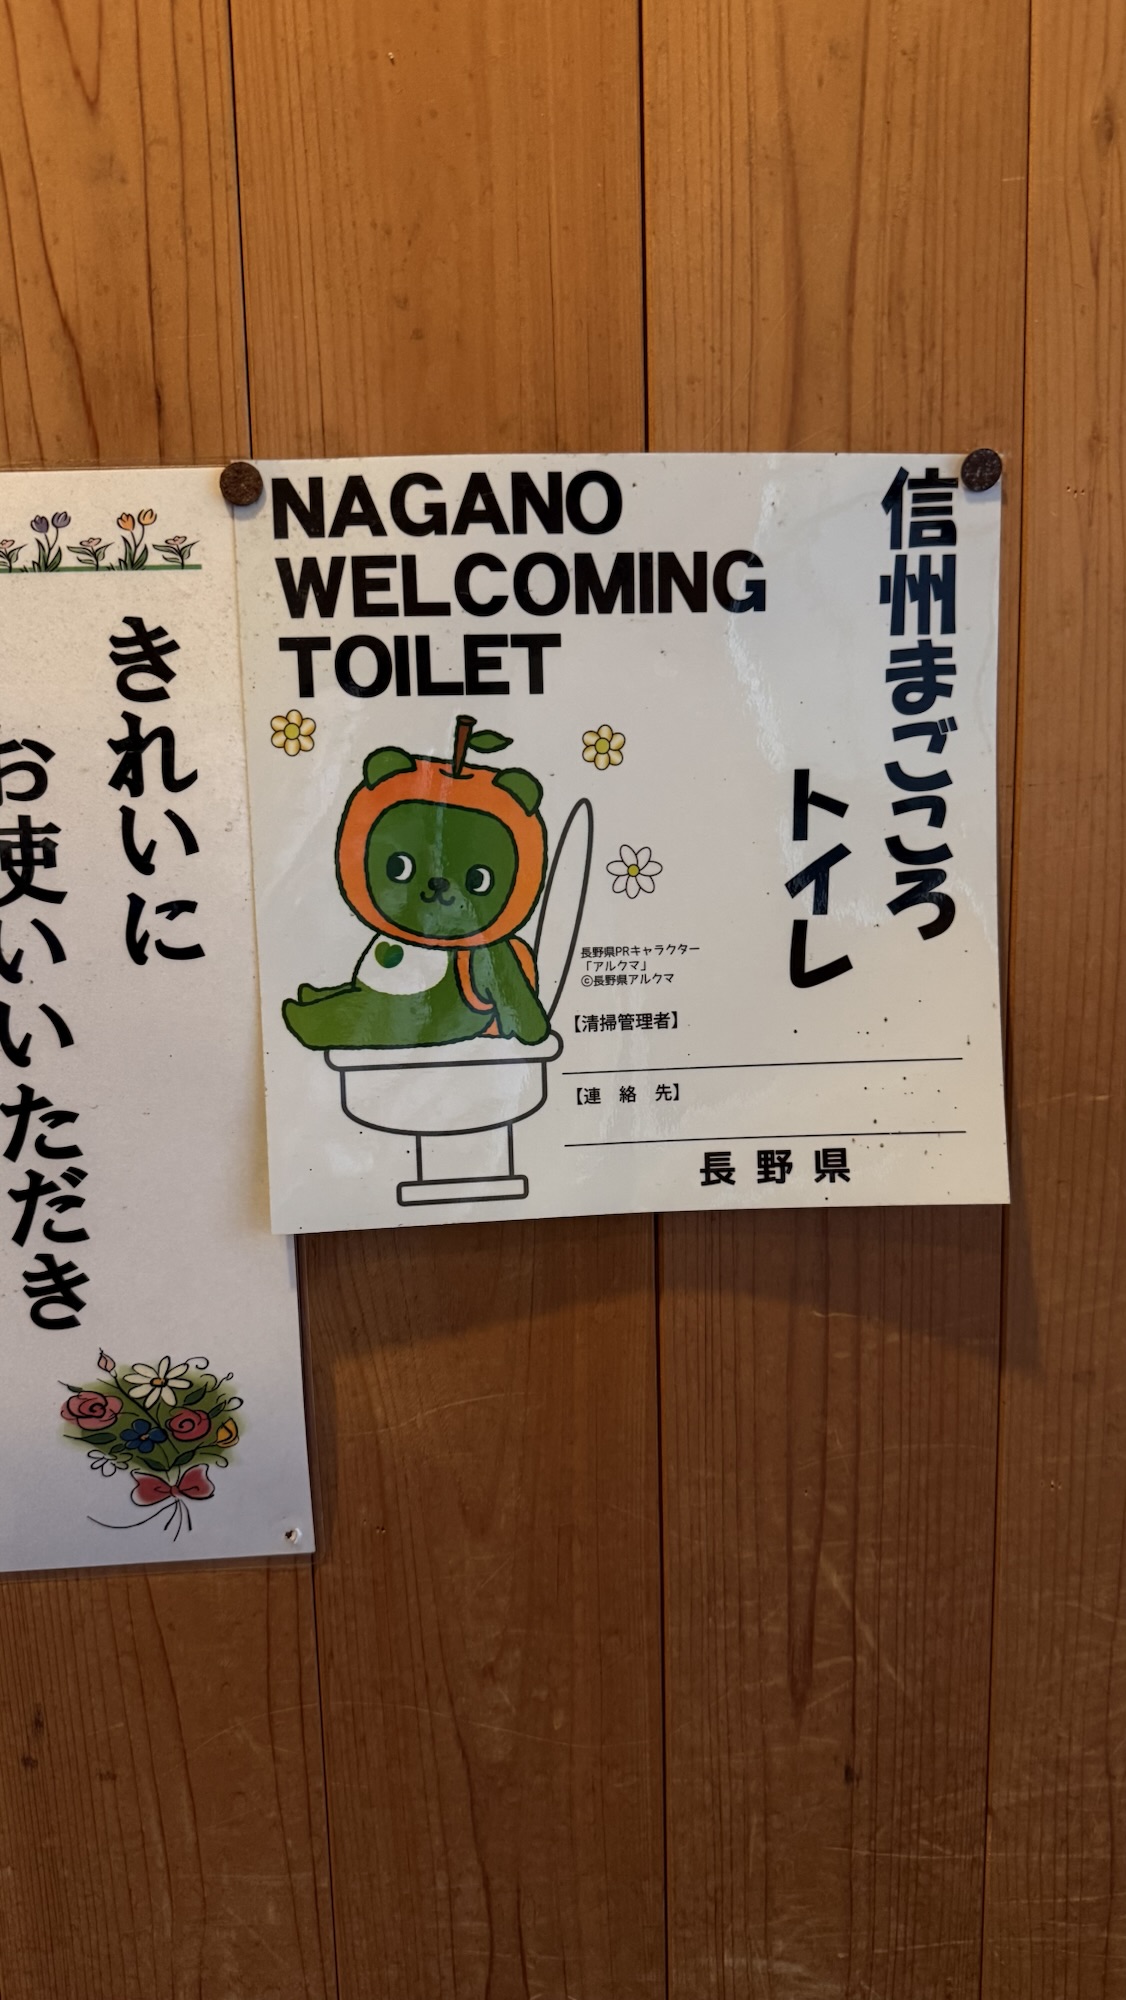 NAGANO
WELCOMING
TOILET
信州まごころ
トイレ
長野県PRキャラクター
「アルクマ」
©長野県アルクマ
【清掃管理者】
【連 絡 先】
長野県
きれいに
お使いいただき